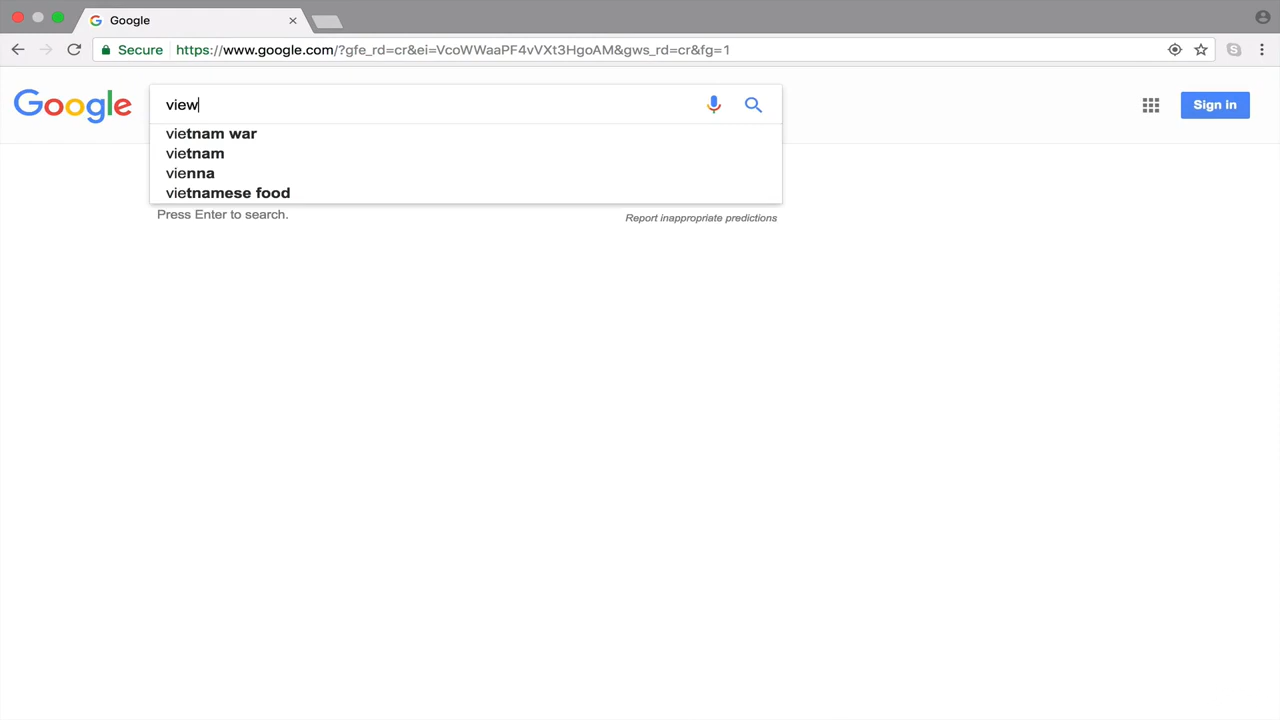 Google
Secure https://www.google.com/?gfe_rd=cr&ei=VcoWWaaPF4vVXt3HgoAM&gws_rd=cr&fg=1
Google view Sign in
vietnam war
vietnam
vienna
vietnamese food
Press Enter to search. Report inappropriate predictions